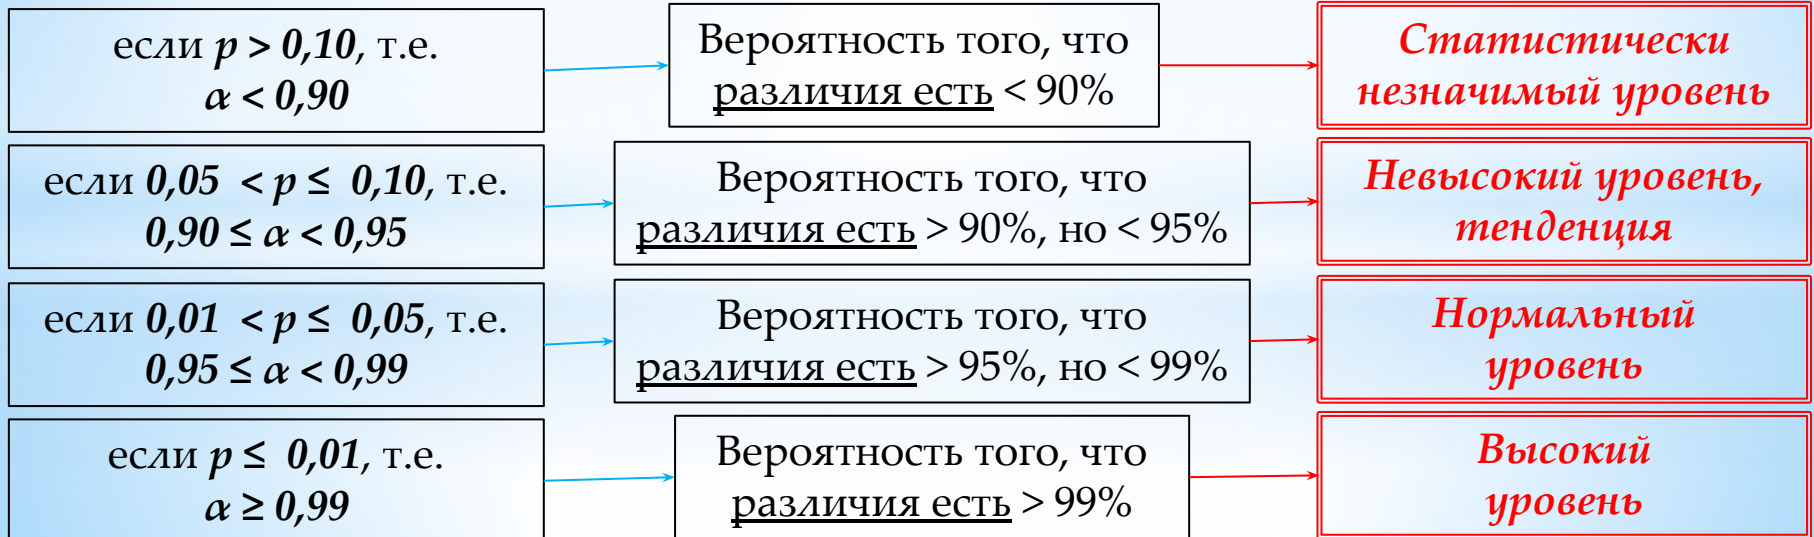 если p > 0,10, т.е.
α < 0,90
Вероятность того, что
различия есть < 90%
Статистически
незначимый уровень
если 0,05 < p ≤ 0,10, т.е.
0,90 ≤ α < 0,95
Вероятность того, что
различия есть > 90%, но < 95%
Невысокий уровень,
тенденция
если 0,01 < p ≤ 0,05, т.е.
0,95 ≤ α < 0,99
Вероятность того, что
различия есть > 95%, но < 99%
Нормальный
уровень
если p ≤ 0,01, т.е.
α ≥ 0,99
Вероятность того, что
различия есть > 99%
Высокий
уровень